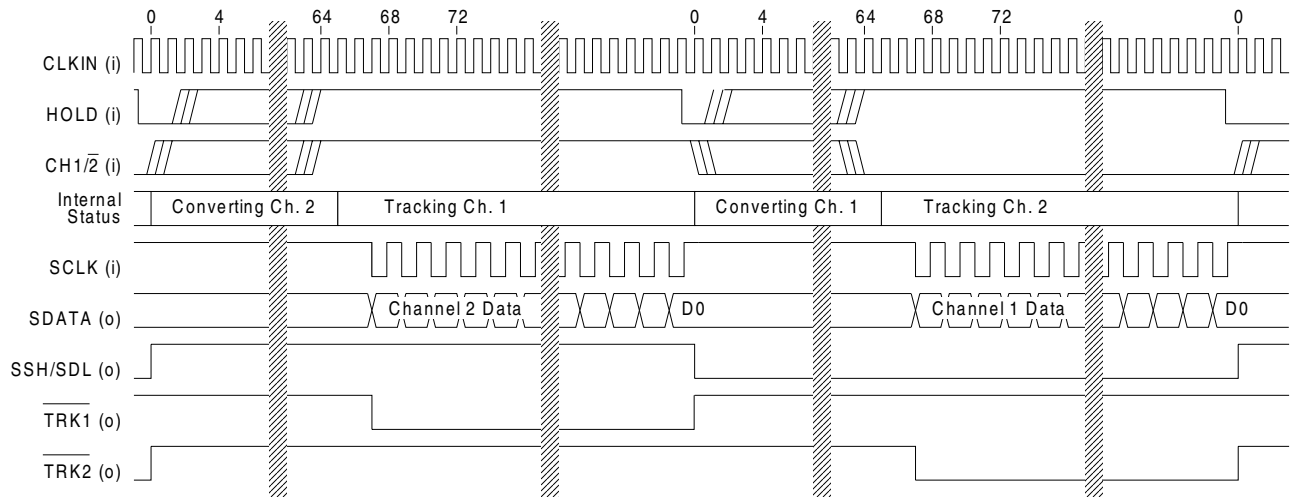 0 4 64 68 72 0 4 64 68 72 0
CLKIN (i)
HOLD (i)
CH1/2 (i)
Internal Status Converting Ch. 2 Tracking Ch. 1 Converting Ch. 1 Tracking Ch. 2
SCLK (i)
SDATA (o) Channel 2 Data D0 Channel 1 Data D0
SSH/SDL (o)
TRK1 (o)
TRK2 (o)